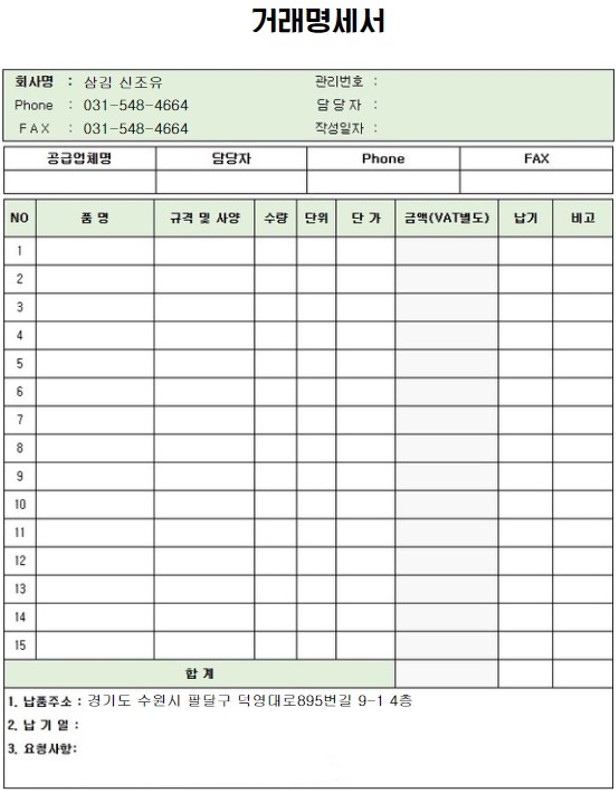 거래명세서
회사명 : 삼김 신조유 관리번호 :
Phone : 031-548-4664 담 당 자 :
F A X : 031-548-4664 작성일자 :
공급업체명 담당자 Phone FAX
NO 품 명 규격 및 사양 수량 단위 단 가 금액(VAT별도) 납기 비고
1
2
3
4
5
6
7
8
9
10
11
12
13
14
15
합 계
1. 납품주소 : 경기도 수원시 팔달구 덕영대로895번길 9-1 4층
2. 납 기 일 :
3. 요청사항: